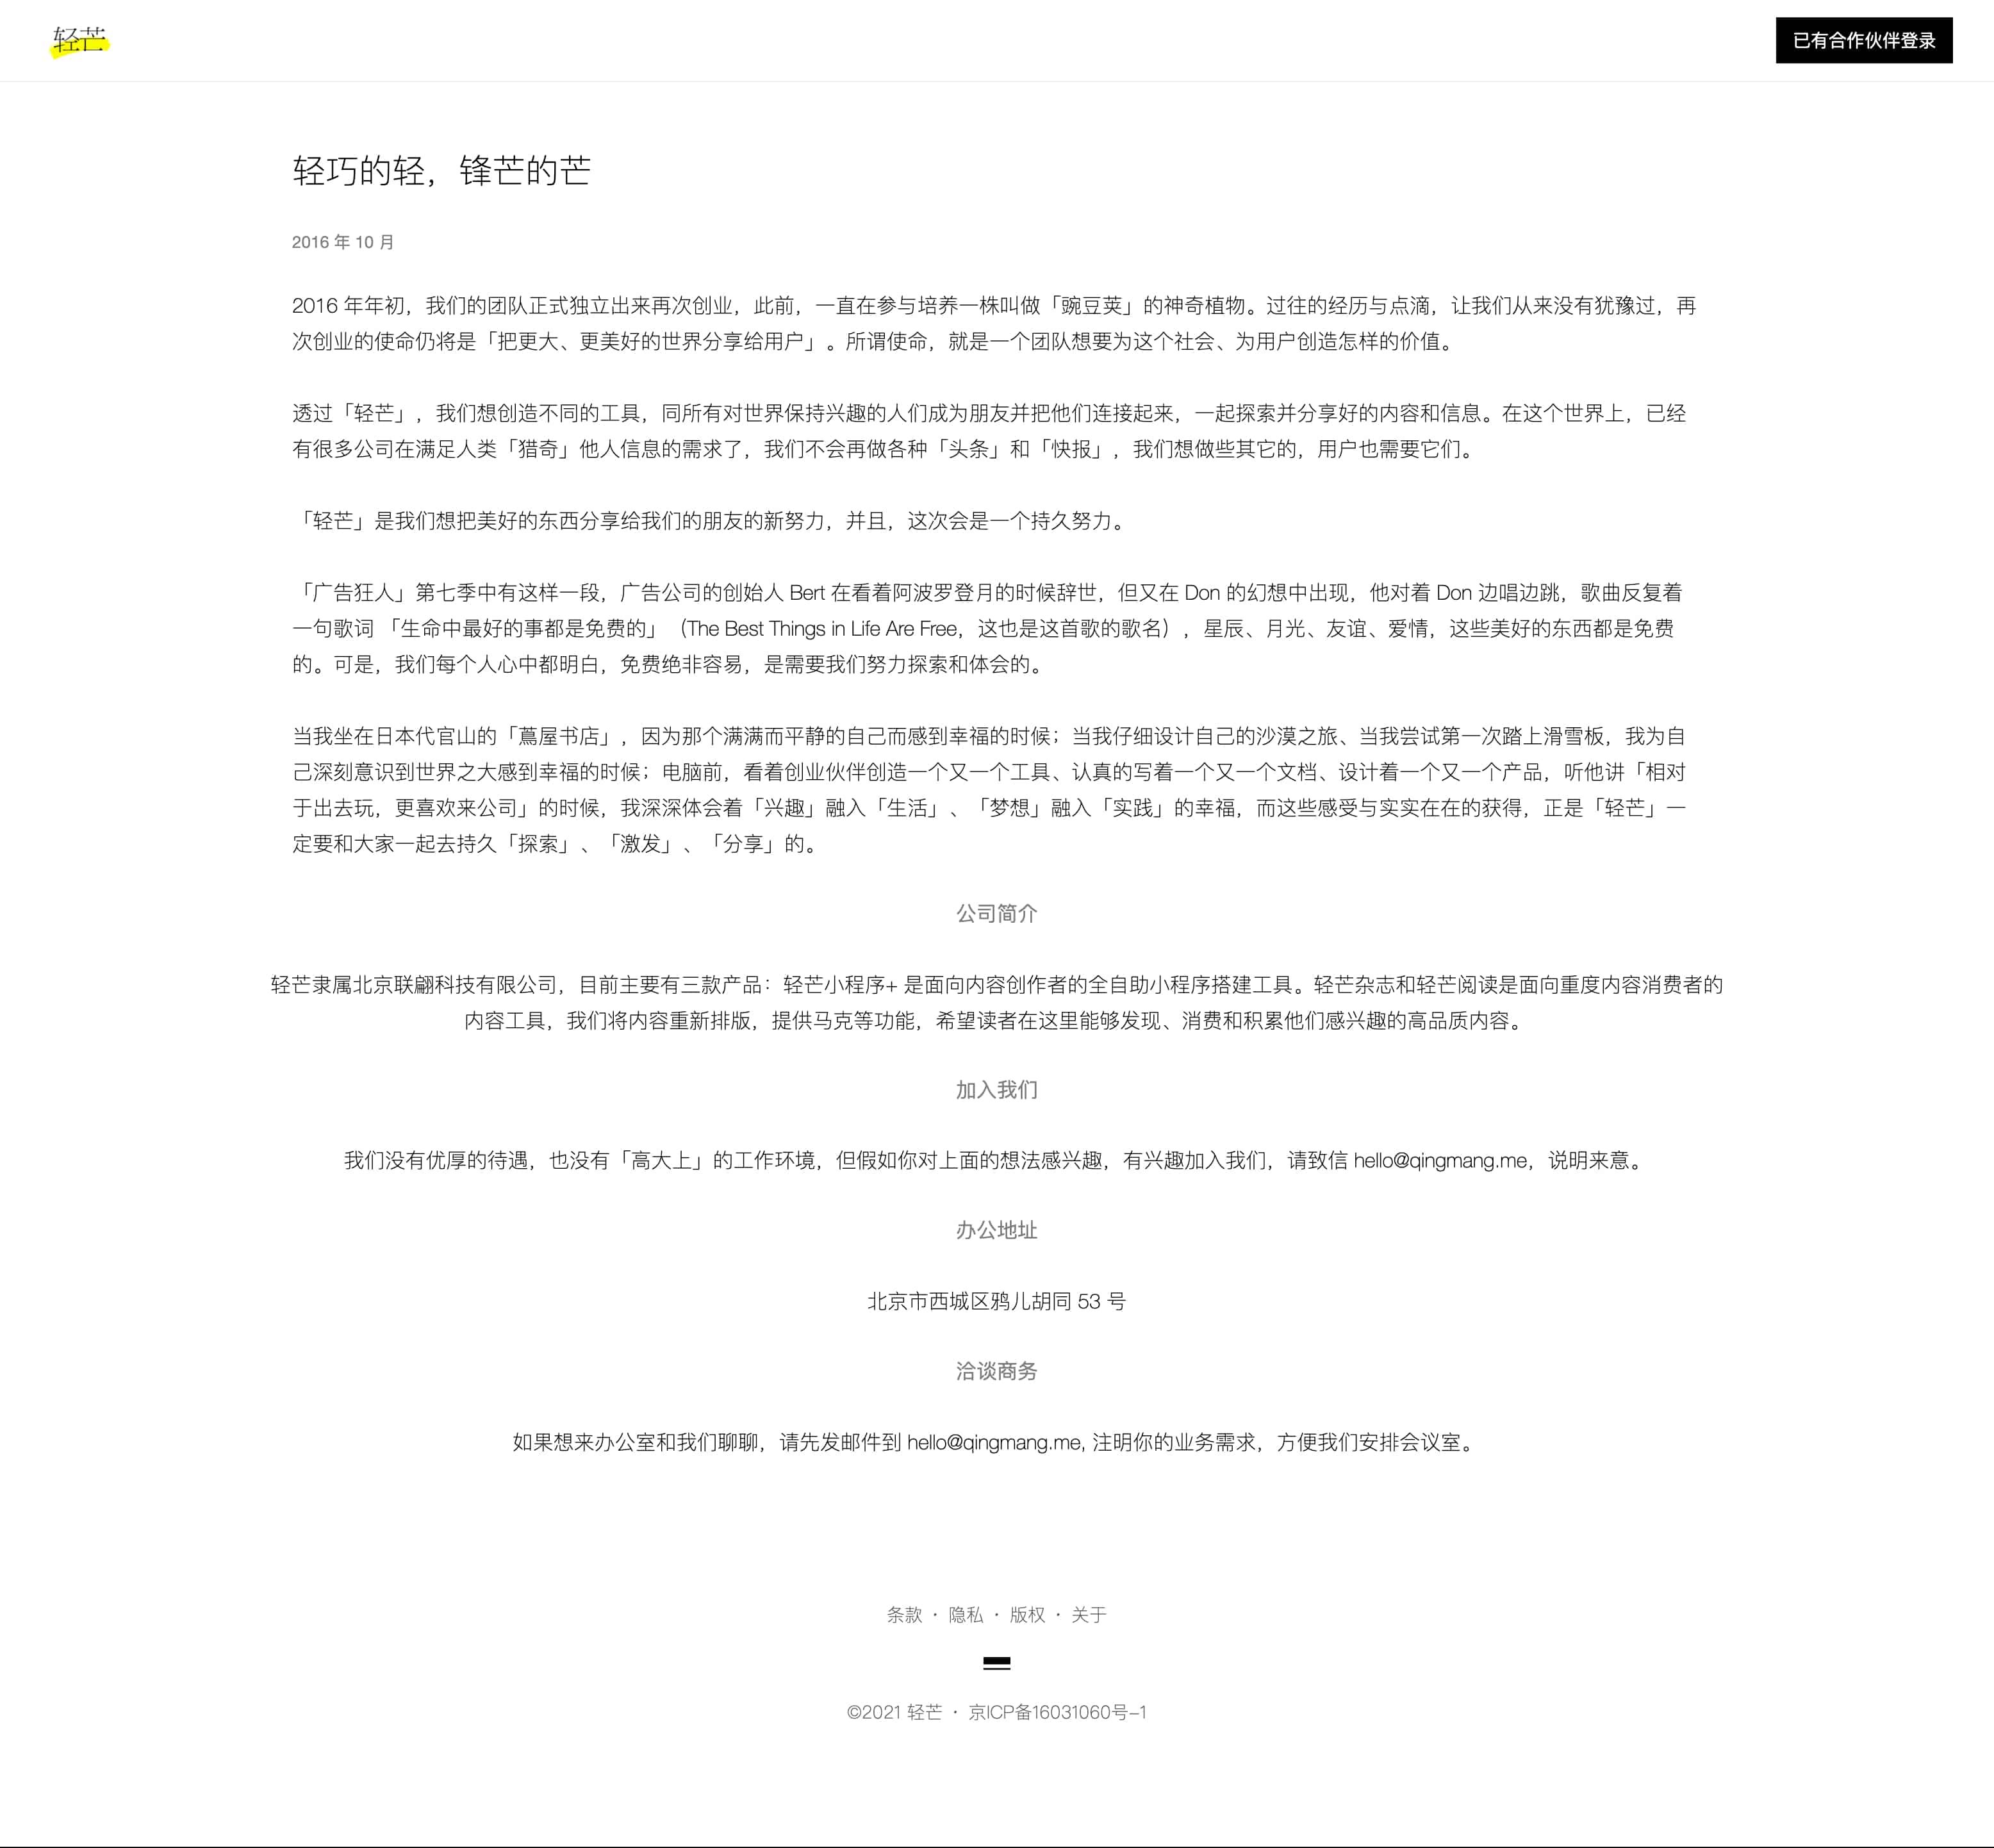 轻芒
已有合作伙伴登录
轻巧的轻，锋芒的芒
2016 年 10 月
2016 年年初，我们的团队正式独立出来再次创业，此前，一直在参与培养一株叫做「豌豆荚」的神奇植物。过往的经历与点滴，让我们从来没有犹豫过，再
次创业的使命仍将是「把更大、更美好的世界分享给用户」。所谓使命，就是一个团队想要为这个社会、为用户创造怎样的价值。
透过「轻芒」，我们想创造不同的工具，同所有对世界保持兴趣的人们成为朋友并把他们连接起来，一起探索并分享好的内容和信息。在这个世界上，已经
有很多公司在满足人类「猎奇」他人信息的需求了，我们不会再做各种「头条」和「快报」，我们想做些其它的，用户也需要它们。
「轻芒」是我们想把美好的东西分享给我们的朋友的新努力，并且，这次会是一个持久努力。
「广告狂人」第七季中有这样一段，广告公司的创始人 Bert 在看着阿波罗登月的时候辞世，但又在 Don 的幻想中出现，他对着 Don 边唱边跳，歌曲反复着
一句歌词 「生命中最好的事都是免费的」（The Best Things in Life Are Free，这也是这首歌的歌名），星辰、月光、友谊、爱情，这些美好的东西都是免费
的。可是，我们每个人心中都明白，免费绝非容易，是需要我们努力探索和体会的。
当我坐在日本代官山的「蔦屋书店」，因为那个满满而平静的自己而感到幸福的时候；当我仔细设计自己的沙漠之旅、当我尝试第一次踏上滑雪板，我为自
己深刻意识到世界之大感到幸福的时候；电脑前，看着创业伙伴创造一个又一个工具、认真的写着一个又一个文档、设计着一个又一个产品，听他讲「相对
于出去玩，更喜欢来公司」的时候，我深深体会着「兴趣」融入「生活」、「梦想」融入「实践」的幸福，而这些感受与实实在在的获得，正是「轻芒」一
定要和大家一起去持久「探索」、「激发」、「分享」的。
公司简介
轻芒隶属北京联翩科技有限公司，目前主要有三款产品：轻芒小程序+ 是面向内容创作者的全自助小程序搭建工具。轻芒杂志和轻芒阅读是面向重度内容消费者的
内容工具，我们将内容重新排版，提供马克等功能，希望读者在这里能够发现、消费和积累他们感兴趣的高品质内容。
加入我们
我们没有优厚的待遇，也没有「高大上」的工作环境，但假如你对上面的想法感兴趣，有兴趣加入我们，请致信 hello@qingmang.me，说明来意。
办公地址
北京市西城区鸦儿胡同 53 号
洽谈商务
如果想来办公室和我们聊聊，请先发邮件到 hello@qingmang.me, 注明你的业务需求，方便我们安排会议室。
条款 · 隐私 · 版权 · 关于
©2021 轻芒 · 京ICP备16031060号-1